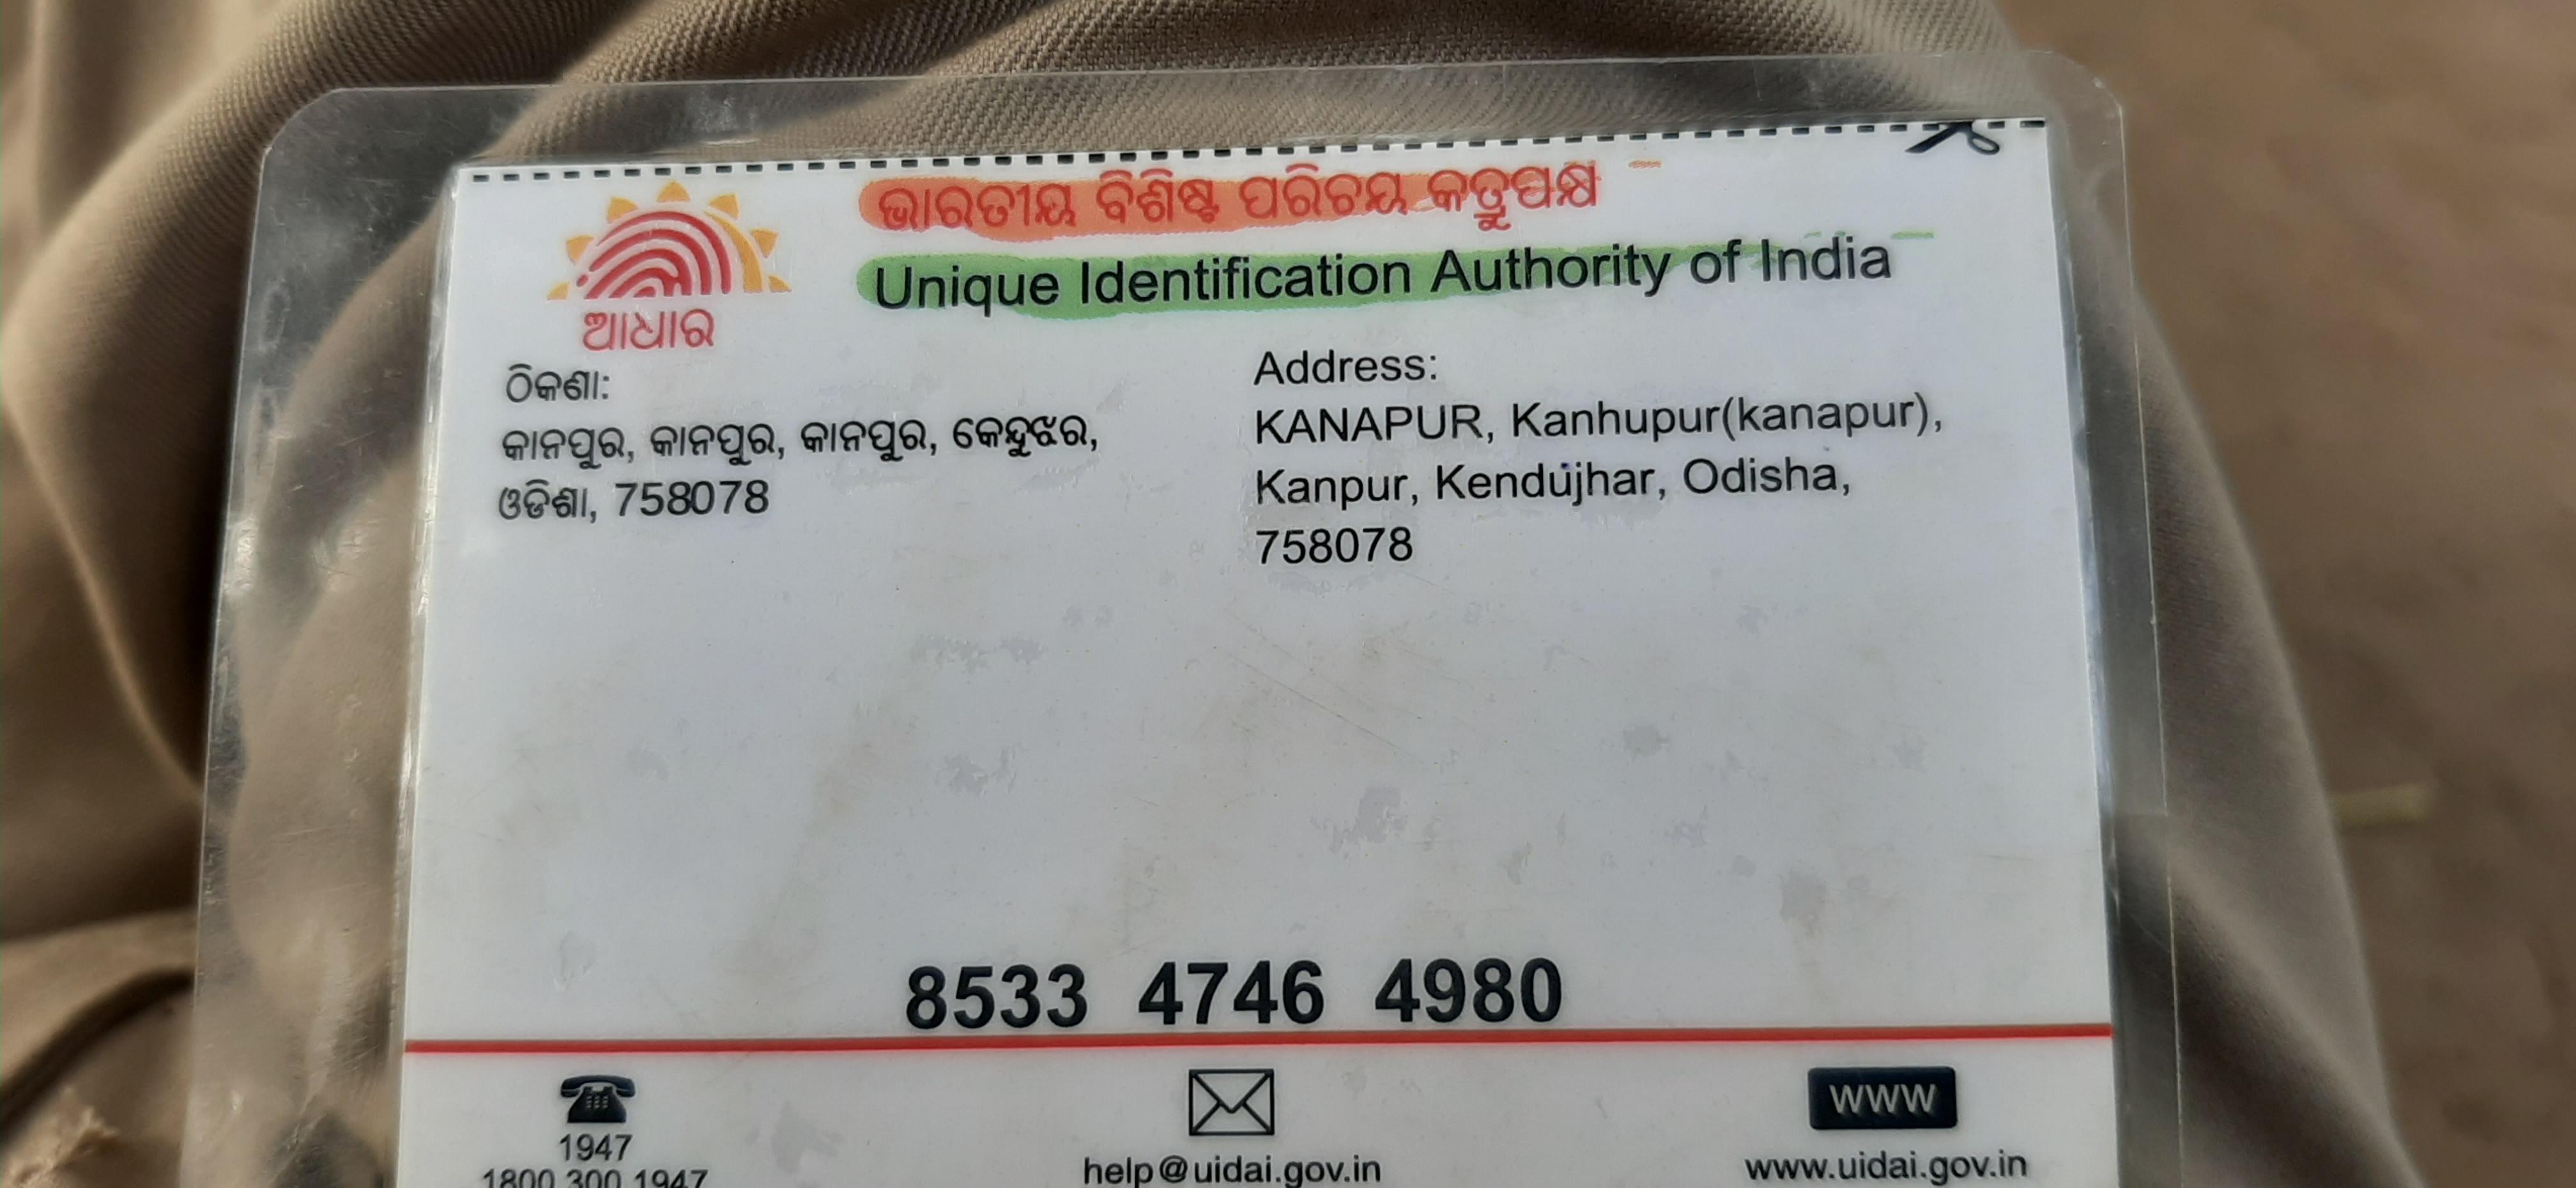 ଭାରତୀୟ ବିଶିଷ୍ଟ ପରିଚୟ କର୍ତ୍ତୃପକ୍ଷ
Unique Identification Authority of India
ଆଧାର
ଠିକଣା:
କାନପୁର, କାନପୁର, କାନପୁର, କେନ୍ଦୁଝର,
ଓଡିଶା, 758078
Address:
KANAPUR, Kanhupur(kanapur),
Kanpur, Kendujhar, Odisha,
758078
8533 4746 4980
1947
1800 300 1947
help@uidai.gov.in
WWW
www.uidai.gov.in